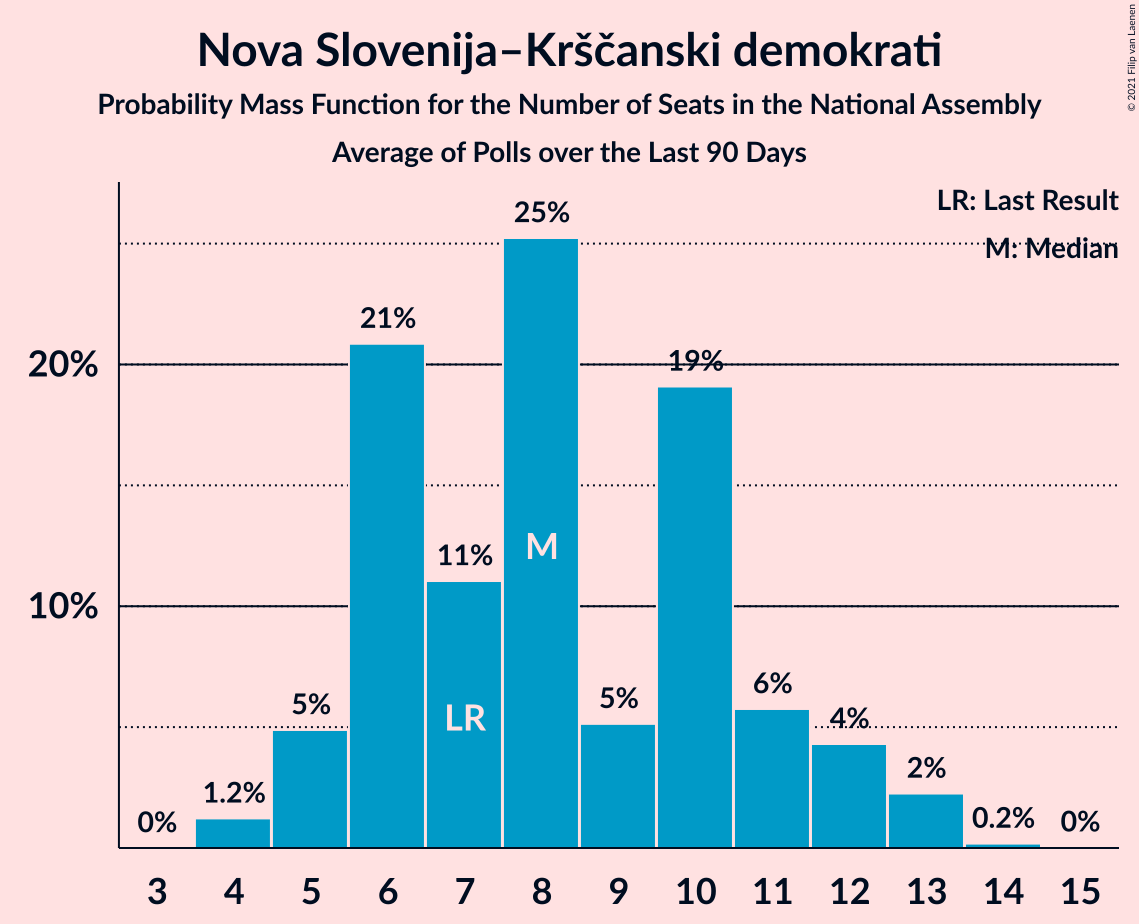 Nova Slovenija–Krščanski demokrati
Probability Mass Function for the Number of Seats in the National Assembly
Average of Polls over the Last 90 Days
© 2021 Filip van Laenen
LR: Last Result
M: Median
25%
21%
20%
19%
11%
M
10%
6%
5%
5%
LR
4%
2%
1.2%
0.2%
0%
0%
3 4 5 6 7 8 9 10 11 12 13 14 15